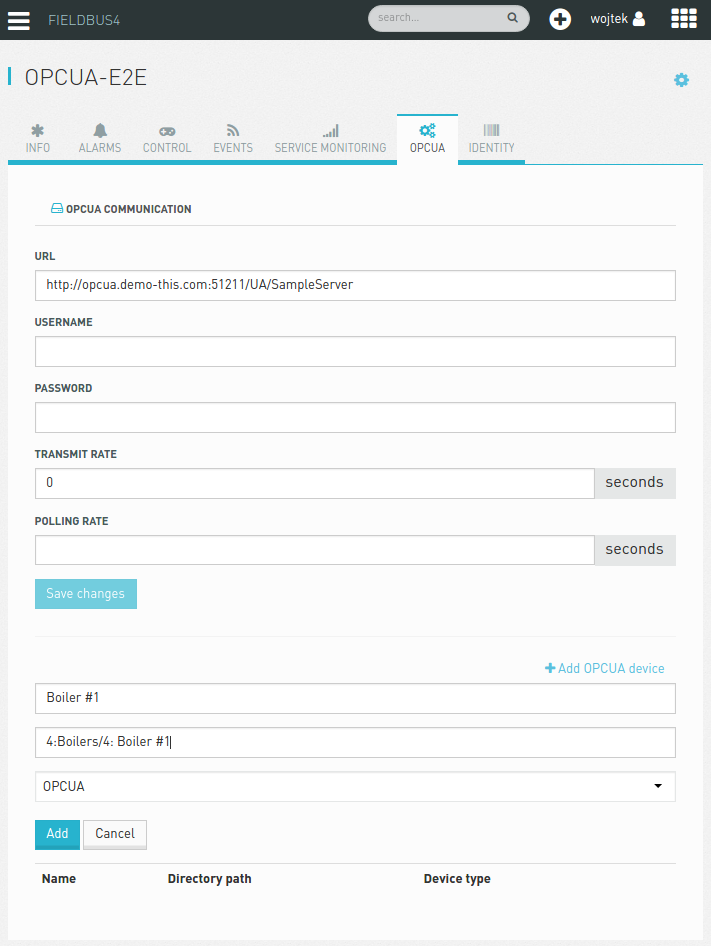 FIELDBUS4
search...
wojtek
OPCUA-E2E
INFO
ALARMS
CONTROL
EVENTS
SERVICE MONITORING
OPCUA
IDENTITY
OPCUA COMMUNICATION
URL
http://opcua.demo-this.com:51211/UA/SampleServer
USERNAME
PASSWORD
TRANSMIT RATE
0 seconds
POLLING RATE
seconds
Save changes
Add OPCUA device
Boiler #1
4:Boilers/4: Boiler #1
OPCUA
Add Cancel
Name Directory path Device type